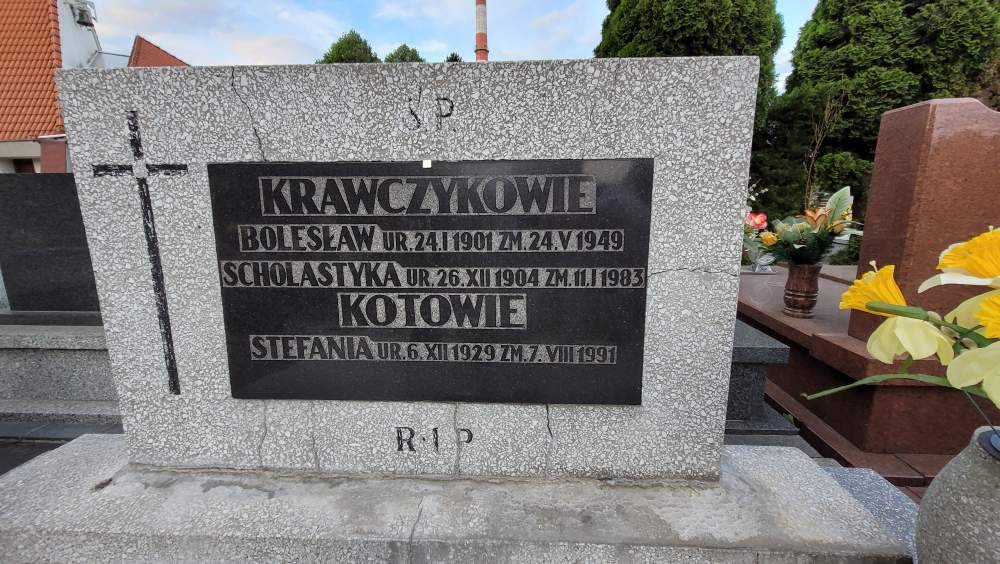 Ś.P.
KRAWCZYKOWIE
BOLESŁAW UR. 24.I 1901 ZM. 24.V 1949
SCHOLASTYKA UR. 26.XII 1904 ZM. 11.I 1983
KOTOWIE
STEFANIA UR. 6.XII 1929 ZM. 7.VIII 1991
R·I P